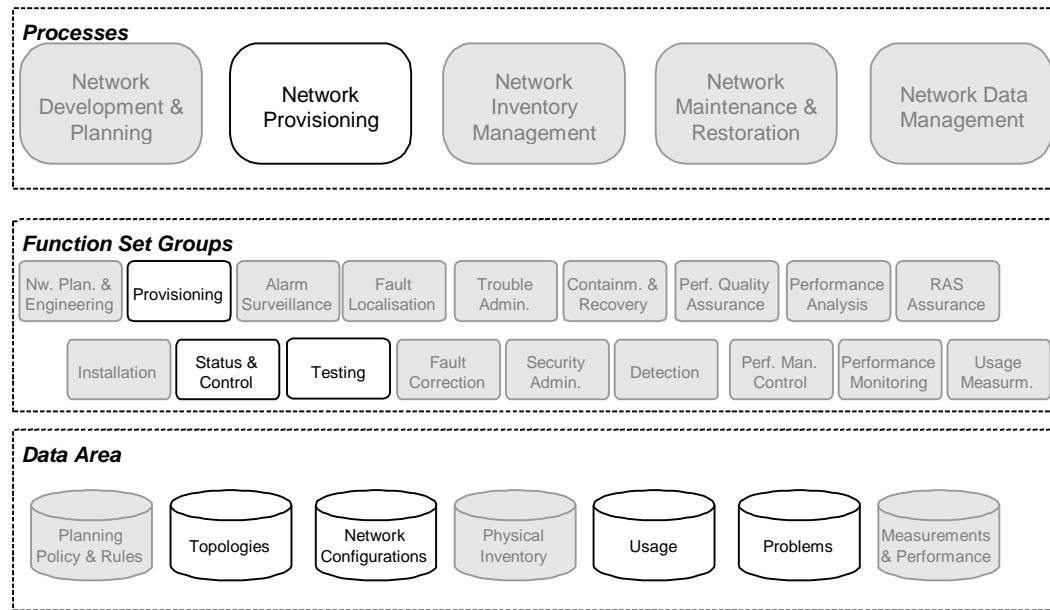 Processes
Network
Development &
Planning
Network
Provisioning
Network
Inventory
Management
Network
Maintenance &
Restoration
Network Data
Management
Function Set Groups
Nw. Plan. &
Engineering
Provisioning
Alarm
Surveillance
Fault
Localisation
Trouble
Admin.
Containm. &
Recovery
Perf. Quality
Assurance
Performance
Analysis
RAS
Assurance
Installation
Status &
Control
Testing
Fault
Correction
Security
Admin.
Detection
Perf. Man.
Control
Performance
Monitoring
Usage
Measurm.
Data Area
Planning
Policy & Rules
Topologies
Network
Configurations
Physical
Inventory
Usage
Problems
Measurements
& Performance